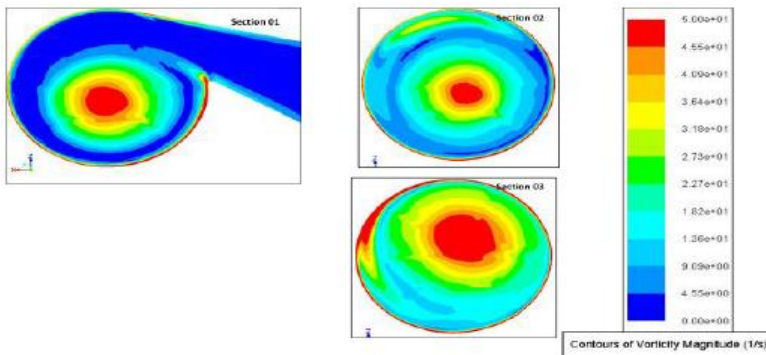 Section 01
Section 02
Section 03
5.00e+01
4.55e+01
4.09e+01
3.64e+01
3.18e+01
2.73e+01
2.27e+01
1.82e+01
1.36e+01
9.09e+00
4.55e+00
0.00e+00
Contours of Vorticity Magnitude (1/s)